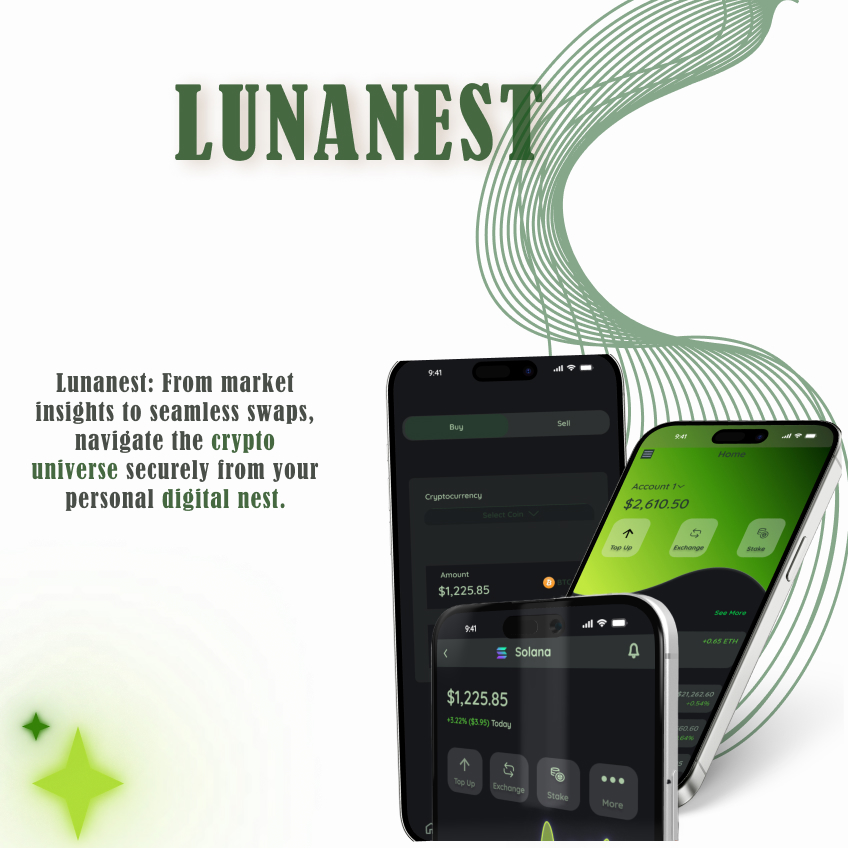 LUNANEST
Lunanest: From market
insights to seamless swaps,
navigate the crypto
universe securely from your
personal digital nest.
9:41
Buy
Sell
Cryptocurrency
Select Coin
Amount
$1,225.85
BTC
9:41
Home
Account 1
$2,610.50
Top Up
Exchange
Stake
See More
+0.65 ETH
$21,262.60
+0.54%
9:41
Solana
$1,225.85
+3.22% ($3.95) Today
Top Up
Exchange
Stake
More